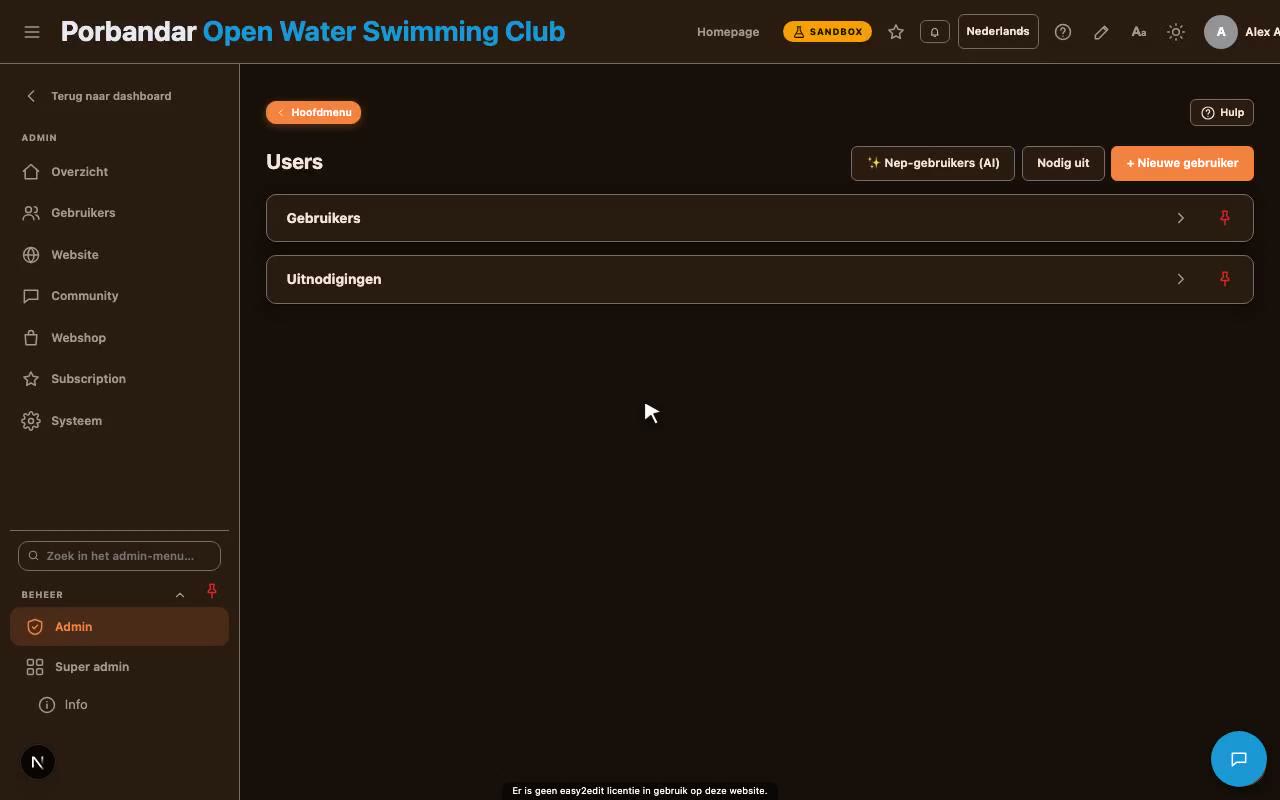 Porbandar Open Water Swimming Club
Homepage
SANDBOX
Nederlands
Aa
A
Alex A
Terug naar dashboard
ADMIN
Overzicht
Gebruikers
Website
Community
Webshop
Subscription
Systeem
Zoek in het admin-menu...
BEHEER
Admin
Super admin
Info
N
Hoofdmenu
Hulp
Users
Nep-gebruikers (AI)
Nodig uit
+ Nieuwe gebruiker
Gebruikers
Uitnodigingen
Er is geen easy2edit licentie in gebruik op deze website.